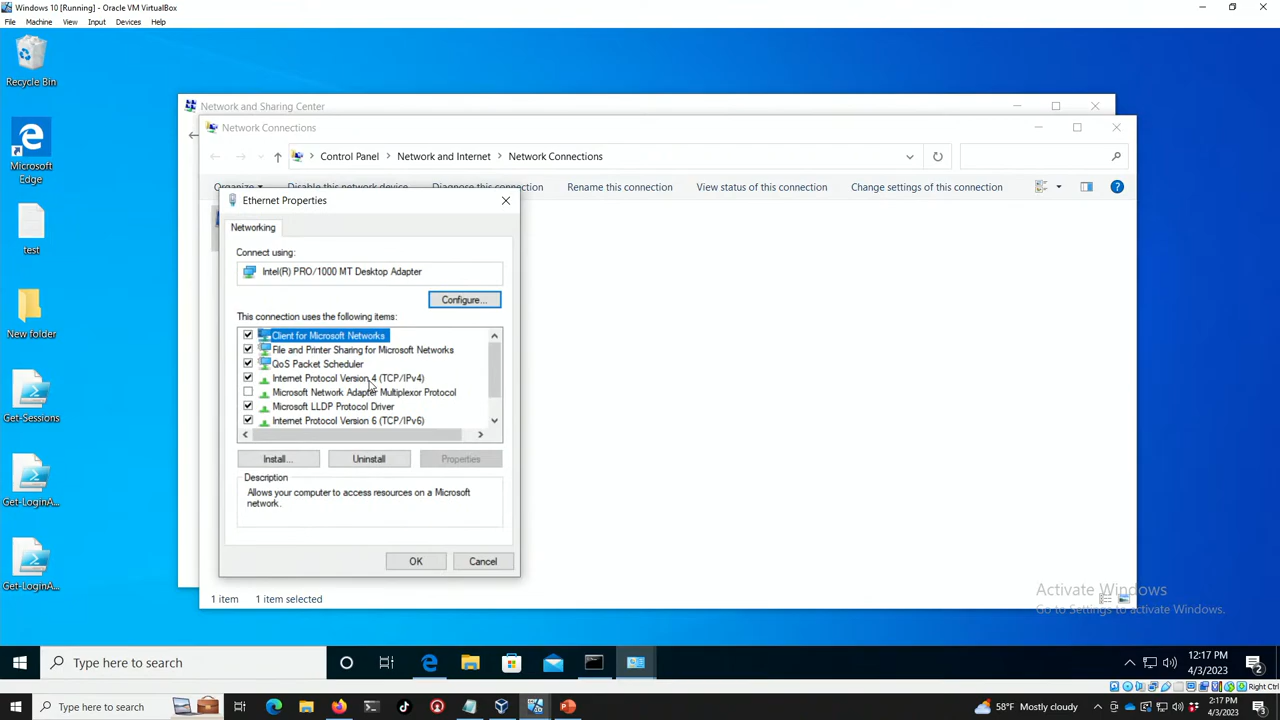 Windows 10 [Running] - Oracle VM VirtualBox
File Machine View Input Devices Help
Recycle Bin
Microsoft
Edge
test
New folder
Get-Sessions
Get-LoginA...
Get-LoginA...
Network and Sharing Center
Network Connections
Control Panel > Network and Internet > Network Connections
Organize Disable this network device Diagnose this connection Rename this connection View status of this connection Change settings of this connection
Ethernet Properties
Networking
Connect using:
Intel(R) PRO/1000 MT Desktop Adapter
Configure...
This connection uses the following items:
Client for Microsoft Networks
File and Printer Sharing for Microsoft Networks
QoS Packet Scheduler
Internet Protocol Version 4 (TCP/IPv4)
Microsoft Network Adapter Multiplexor Protocol
Microsoft LLDP Protocol Driver
Internet Protocol Version 6 (TCP/IPv6)
Install... Uninstall Properties
Description
Allows your computer to access resources on a Microsoft
network.
OK Cancel
1 item 1 item selected
Activate Windows
Go to Settings to activate Windows.
Type here to search
12:17 PM
4/3/2023
2
Right Ctrl
Type here to search
58°F Mostly cloudy
2:17 PM
4/3/2023